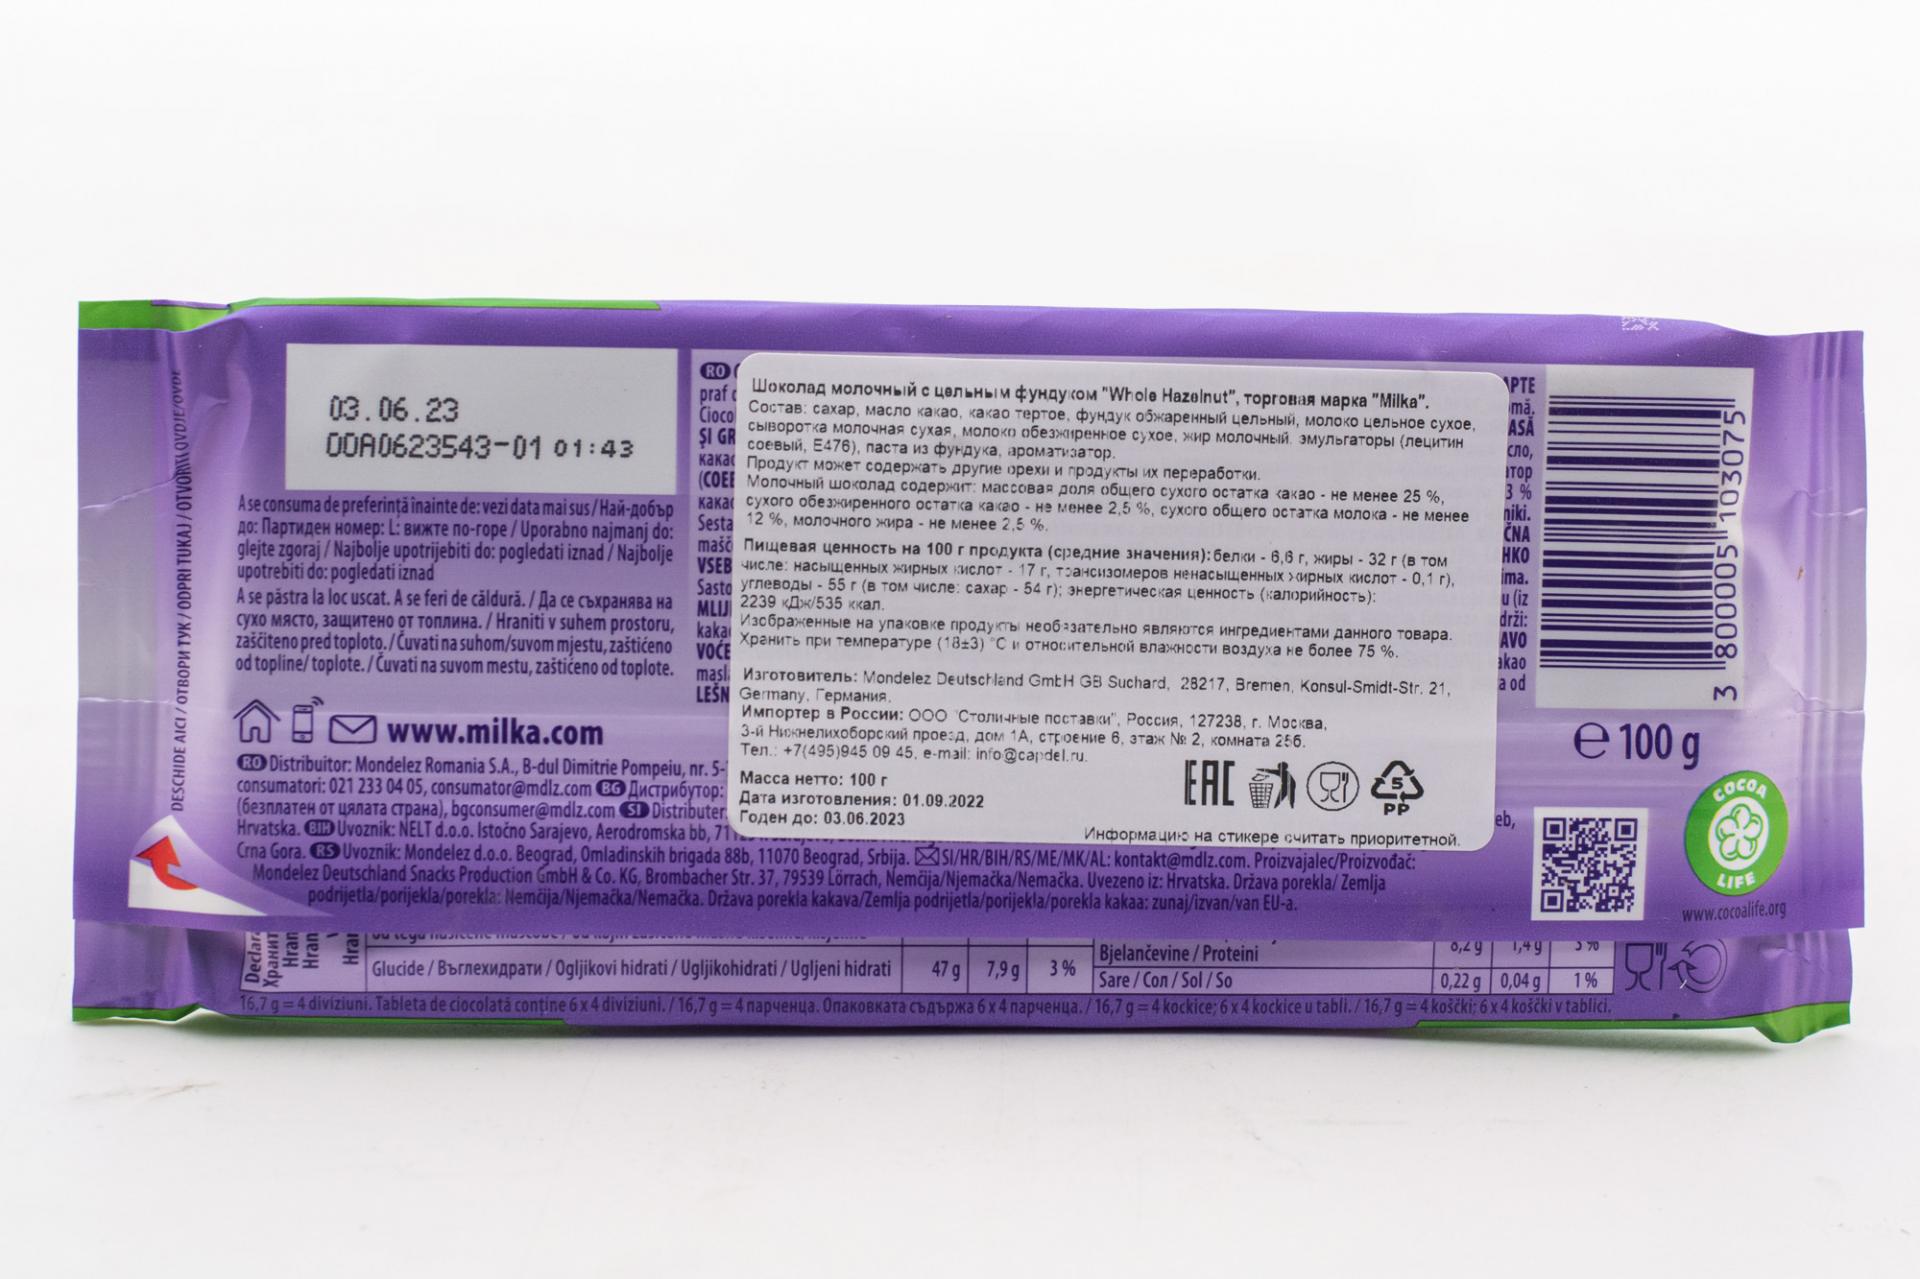 03.06.23
OOA0623543-01 01:43
A se consuma de preferință înainte de: vezi data mai sus / Най-добър
до: Партиден номер: L: вижте по-горе / Uporabno najmanj do:
glejte zgoraj / Najbolje upotrijebiti do: pogledati iznad / Najbolje
upotrebiti do: pogledati iznad
A se păstra la loc uscat. A se feri de căldură. / Да се съхранява на
сухо място, защитено от топлина. / Hraniti v suhem prostoru,
zaščiteno pred toploto. / Čuvati na suhom/suvom mjestu, zaštićeno
od topline/ toplote. / Čuvati na suvom mestu, zaštićeno od toplote.
www.milka.com
RO Distribuitor: Mondelez Romania S.A., B-dul Dimitrie Pompeiu, nr. 5-
consumatori: 021 233 04 05, consumator@mdlz.com BG Дистрибутор:
(безплатен от цялата страна), bgconsumer@mdlz.com SI Distributer:
Hrvatska. BIH Uvoznik: NELT d.o.o. Istočno Sarajevo, Aerodromska bb,
Crna Gora. RS Uvoznik: Mondelez d.o.o. Beograd, Omladinskih brigada 88b, 11070 Beograd, Srbija. SI/HR/BIH/RS/ME/MK/AL: kontakt@mdlz.com. Proizvajalec/Proizvođač:
Mondelez Deutschland Snacks Production GmbH & Co. KG, Brombacher Str. 37, 79539 Lörrach, Nemčija/Njemačka/Nemačka. Uvezeno iz: Hrvatska. Država porekla/ Zemlja
podrijetla/porijekla/porekla: Nemčija/Njemačka/Nemačka. Država porekla kakava/Zemlja podrijetla/porijekla/porekla kakaa: zunaj/izvan/van EU-a.
DESCHIDE AICI / ОТВОРИ ТУК / ODPRI TUKAJ / OTVORITI OVDJE/OVDE
RO
Шоколад молочный с цельным фундуком "Whole Hazelnut", торговая марка "Milka".
Состав: сахар, масло какао, какао тертое, фундук обжаренный цельный, молоко цельное сухое,
сыворотка молочная сухая, молоко обезжиренное сухое, жир молочный, эмульгаторы (лецитин
соевый, Е476), паста из фундука, ароматизатор.
Продукт может содержать другие орехи и продукты их переработки.
Молочный шоколад содержит: массовая доля общего сухого остатка какао - не менее 25 %,
сухого обезжиренного остатка какао - не менее 2,5 %, сухого общего остатка молока - не менее
12 %, молочного жира - не менее 2,5 %.
Пищевая ценность на 100 г продукта (средние значения): белки - 6,6 г, жиры - 32 г (в том
числе: насыщенных жирных кислот - 17 г, трансизомеров ненасыщенных жирных кислот - 0,1 г),
углеводы - 55 г (в том числе: сахар - 54 г); энергетическая ценность (калорийность):
2239 кДж/535 ккал.
Изображенные на упаковке продукты необязательно являются ингредиентами данного товара.
Хранить при температуре (18±3) °С и относительной влажности воздуха не более 75 %.
Изготовитель: Mondelez Deutschland GmbH GB Suchard, 28217, Bremen, Konsul-Smidt-Str. 21,
Germany, Германия.
Импортер в России: ООО "Столичные поставки", Россия, 127238, г. Москва,
3-й Нижнелихоборский проезд, дом 1А, строение 6, этаж № 2, комната 256.
Тел.: +7(495)945 09 45, e-mail: info@capdel.ru.
Масса нетто: 100 г
Дата изготовления: 01.09.2022
Годен до: 03.06.2023
EAC
5
PP
Информацию на стикере считать приоритетной.
3 800005 103075
e 100 g
COCOA
LIFE
www.cocoalife.org
Glucide / Въглехидрати / Ogljikovi hidrati / Ugljikohidrati / Ugljeni hidrati 47 g 7,9 g 3 %
Bjelančevine / Proteini 8,2 g 1,4 g 3 %
Sare / Сол / Sol / So 0,22 g 0,04 g 1 %
16,7 g = 4 diviziuni. Tableta de ciocolată conține 6 x 4 diviziuni. / 16,7 g = 4 парченца. Опаковката съдържа 6 x 4 парченца. / 16,7 g = 4 kockice; 6 x 4 kockice u tabli. / 16,7 g = 4 koščki; 6 x 4 koščki v tablici.